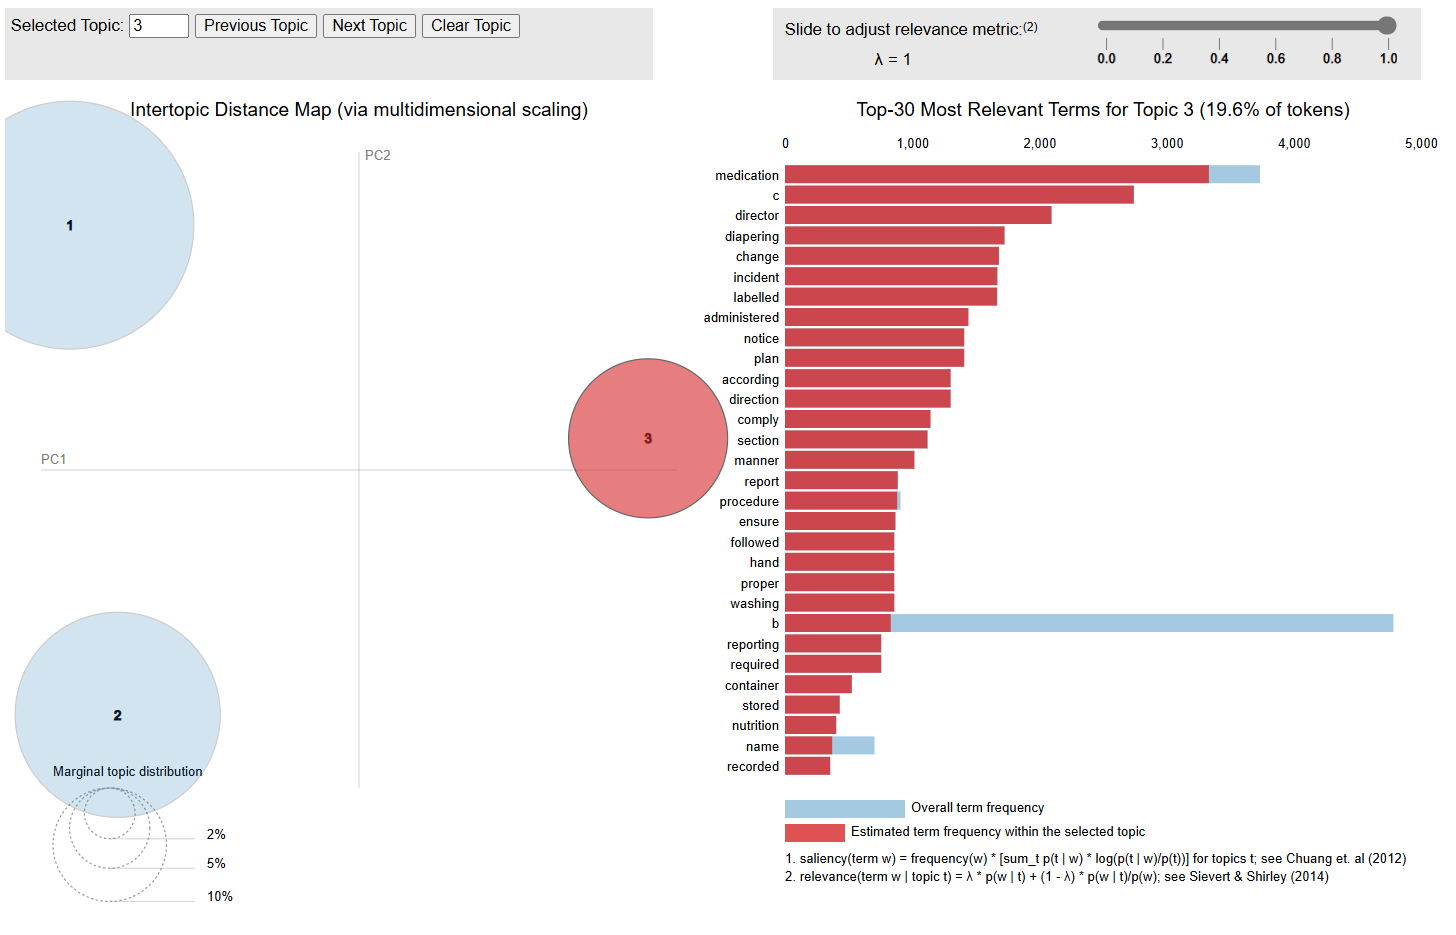 Selected Topic: 3 Previous Topic Next Topic Clear Topic
Slide to adjust relevance metric:(2)
λ = 1
0.0 0.2 0.4 0.6 0.8 1.0
Intertopic Distance Map (via multidimensional scaling)
PC2
PC1
1
3
2
Marginal topic distribution
2%
5%
10%
Top-30 Most Relevant Terms for Topic 3 (19.6% of tokens)
0 1,000 2,000 3,000 4,000 5,000
medication
c
director
diapering
change
incident
labelled
administered
notice
plan
according
direction
comply
section
manner
report
procedure
ensure
followed
hand
proper
washing
b
reporting
required
container
stored
nutrition
name
recorded
Overall term frequency
Estimated term frequency within the selected topic
1. saliency(term w) = frequency(w) * [sum_t p(t | w) * log(p(t | w)/p(t))] for topics t; see Chuang et. al (2012)
2. relevance(term w | topic t) = λ * p(w | t) + (1 - λ) * p(w | t)/p(w); see Sievert & Shirley (2014)